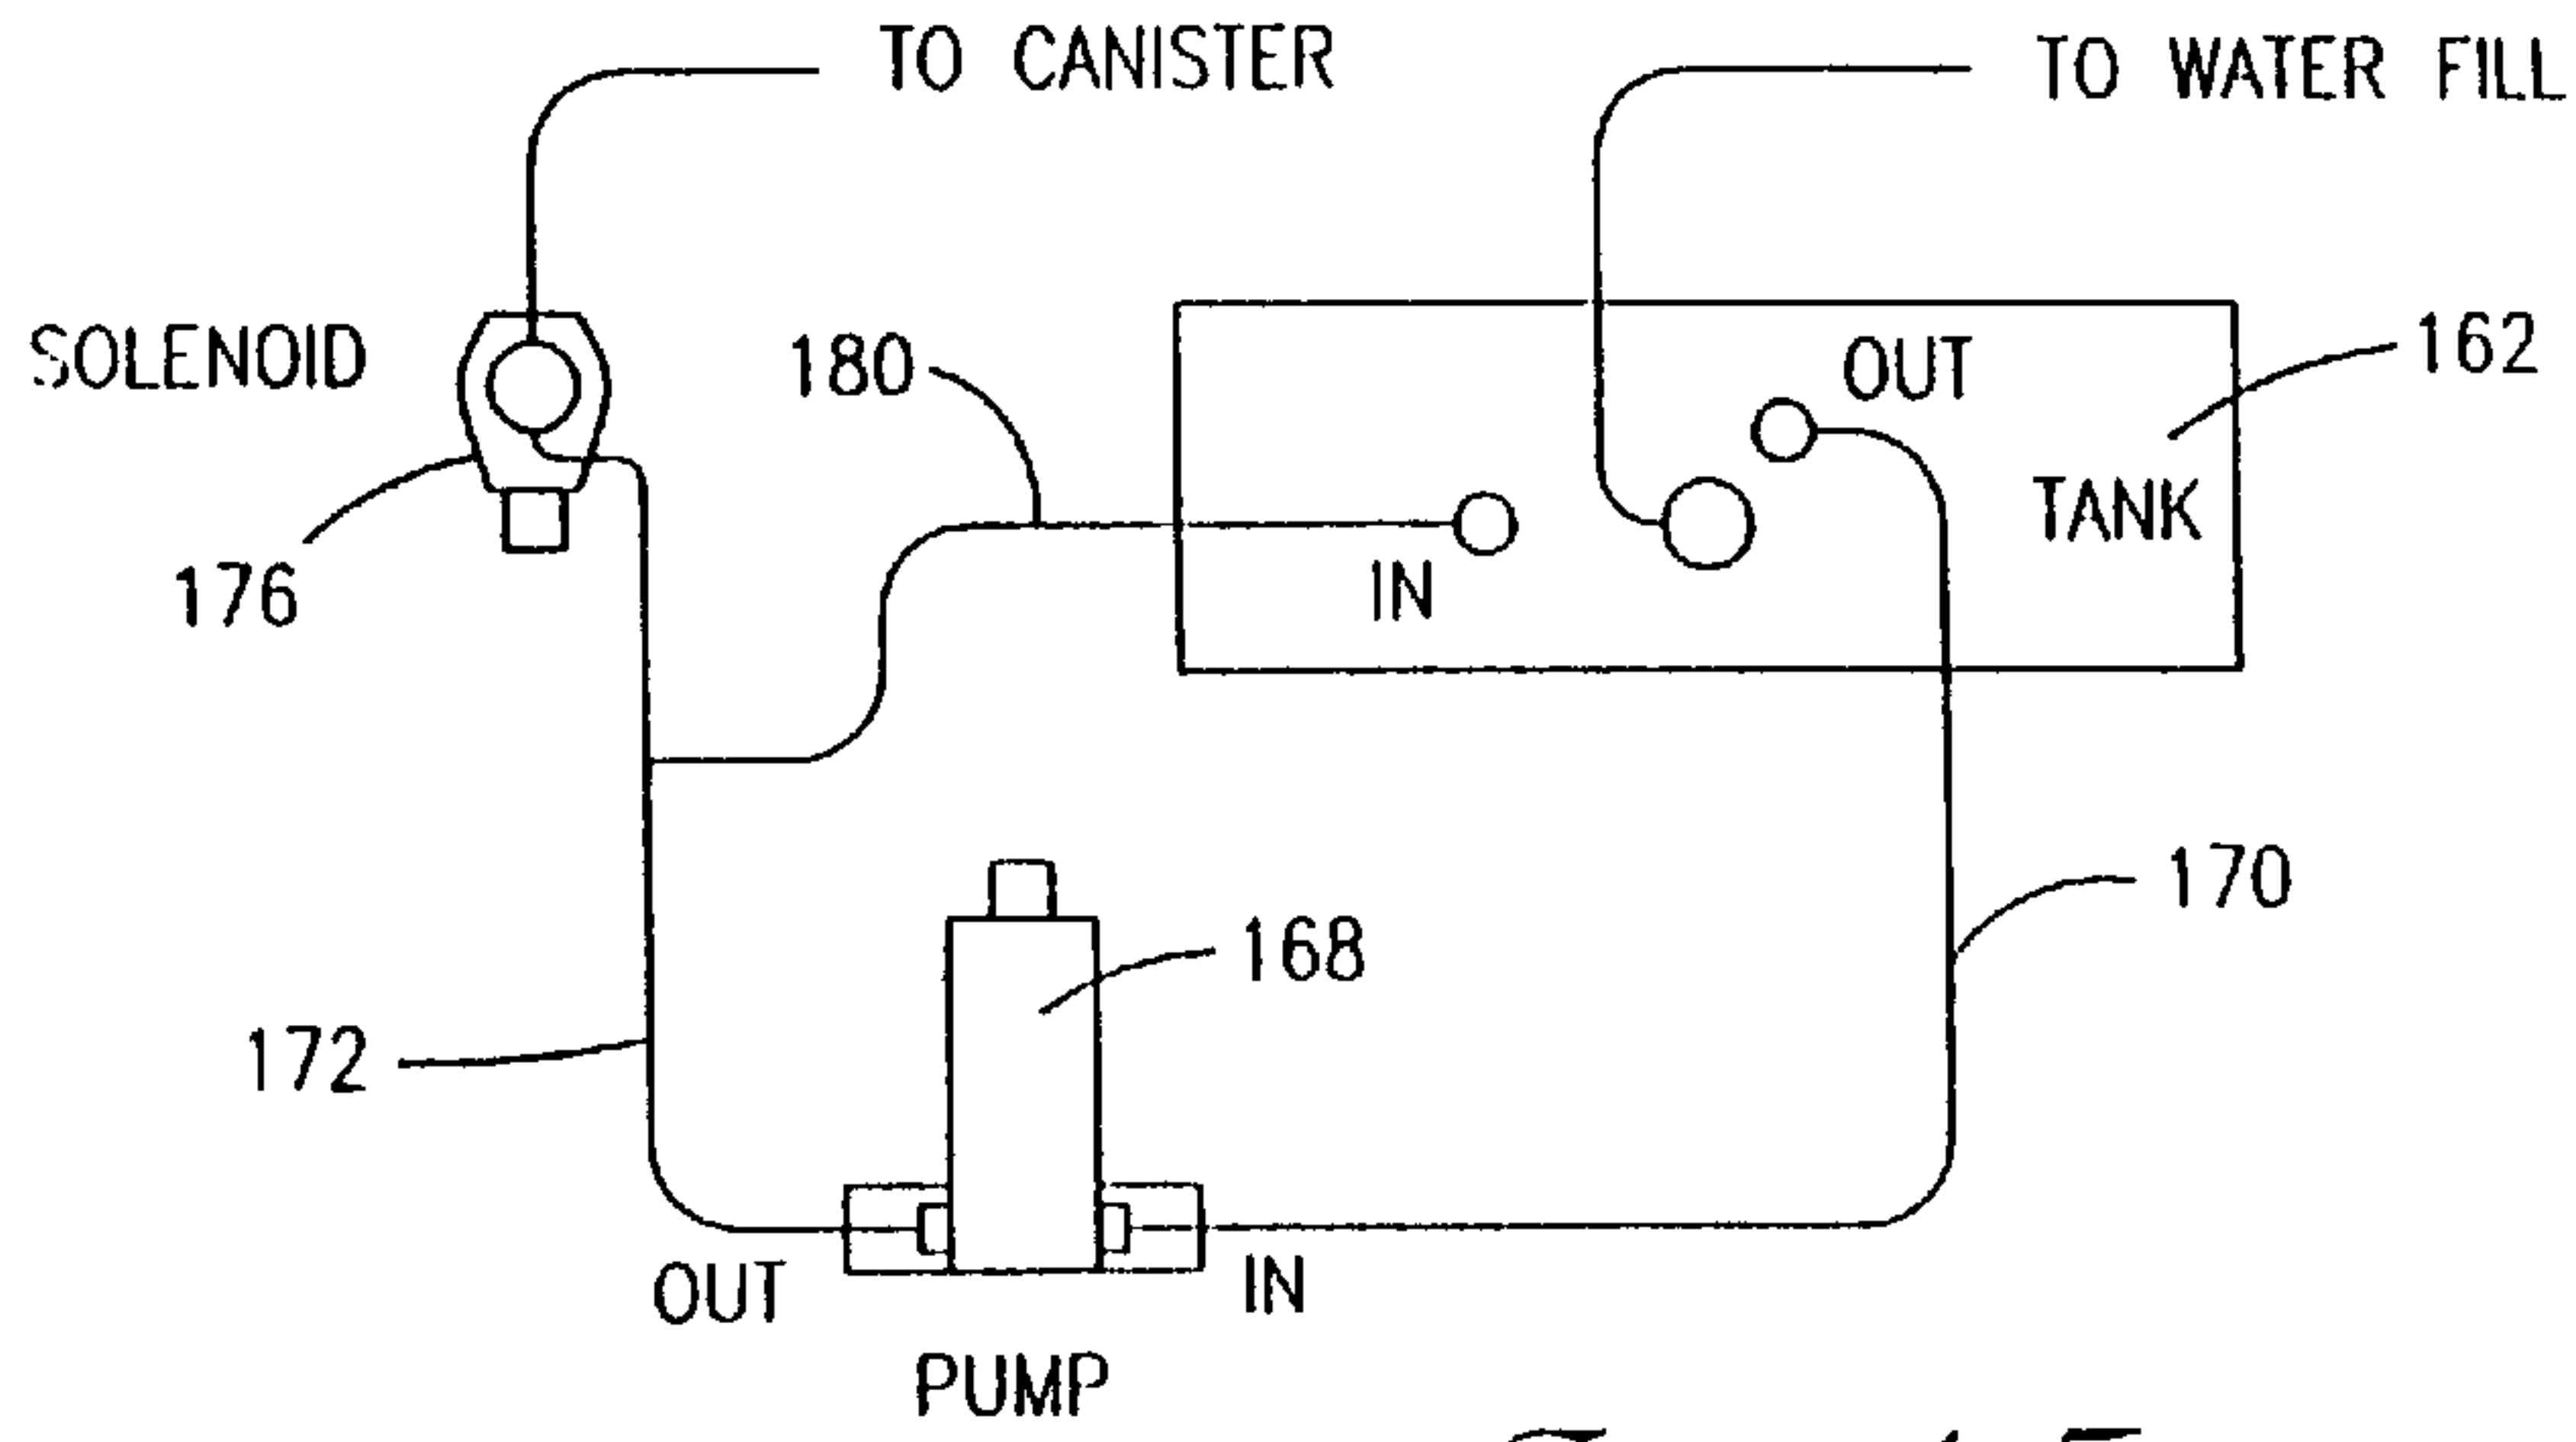 TO CANISTER
TO WATER FILL
SOLENOID
180
OUT
162
TANK
IN
176
170
168
172
OUT
IN
PUMP